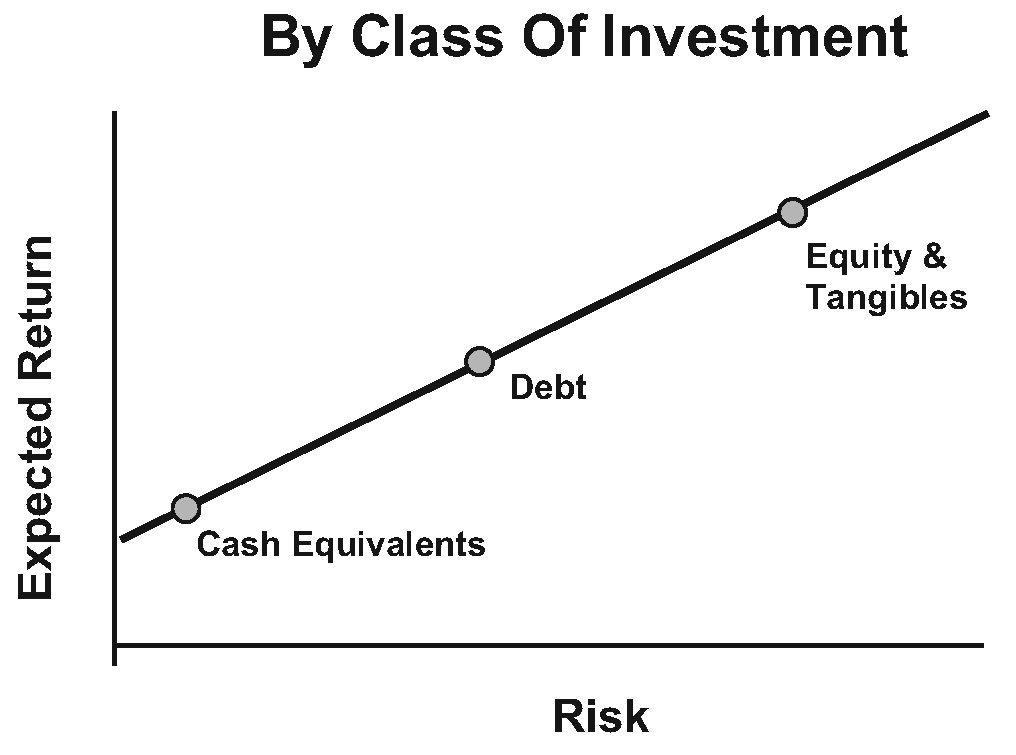 By Class Of Investment
Expected Return
Equity &
Tangibles
Debt
Cash Equivalents
Risk